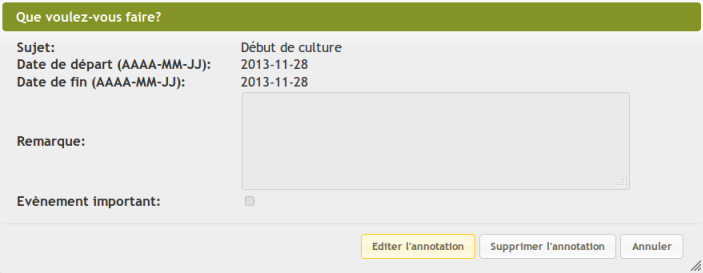 Que voulez-vous faire?
Sujet: Début de culture
Date de départ (AAAA-MM-JJ): 2013-11-28
Date de fin (AAAA-MM-JJ): 2013-11-28
Remarque:
Evènement important:
Editer l'annotation Supprimer l'annotation Annuler